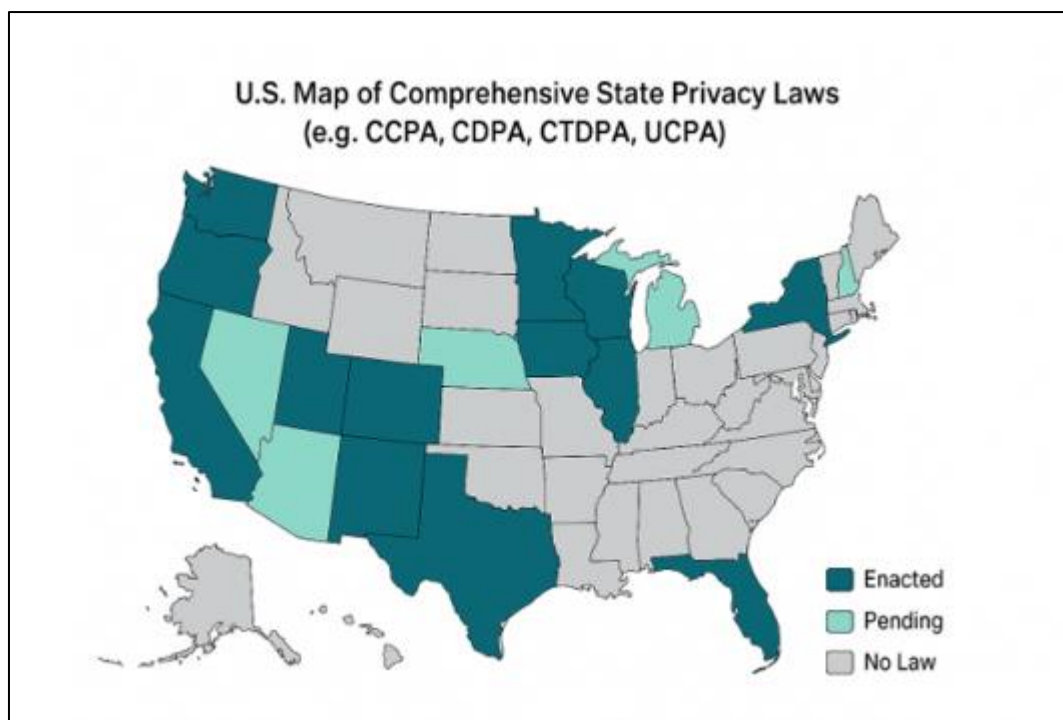 U.S. Map of Comprehensive State Privacy Laws
(e.g. CCPA, CDPA, CTDPA, UCPA)
Enacted
Pending
No Law